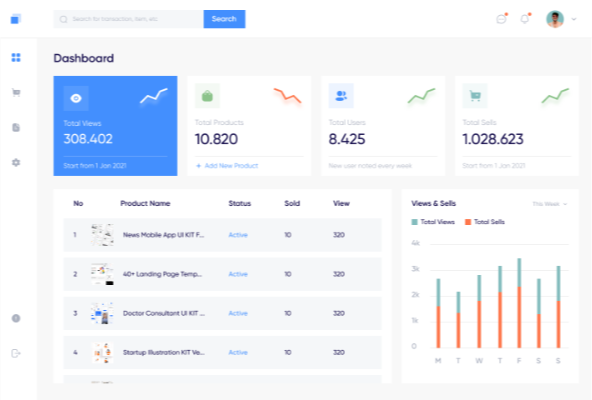 Search for transaction, item, etc
Search
Dashboard
Total Views
308.402
Start from 1 Jan 2021
Total Products
10.820
+ Add New Product
Total Users
8.425
New user noted every week
Total Sells
1.028.623
Start from 1 Jan 2021
No Product Name Status Sold View
1 News Mobile App UI KIT F... Active 10 320
2 40+ Landing Page Temp... Active 10 320
3 Doctor Consultant UI KIT ... Active 10 320
4 Startup Illustration KIT Ve... Active 10 320
Views & Sells This Week
Total Views Total Sells
4k
3k
2k
1k
0
M T W T F S S